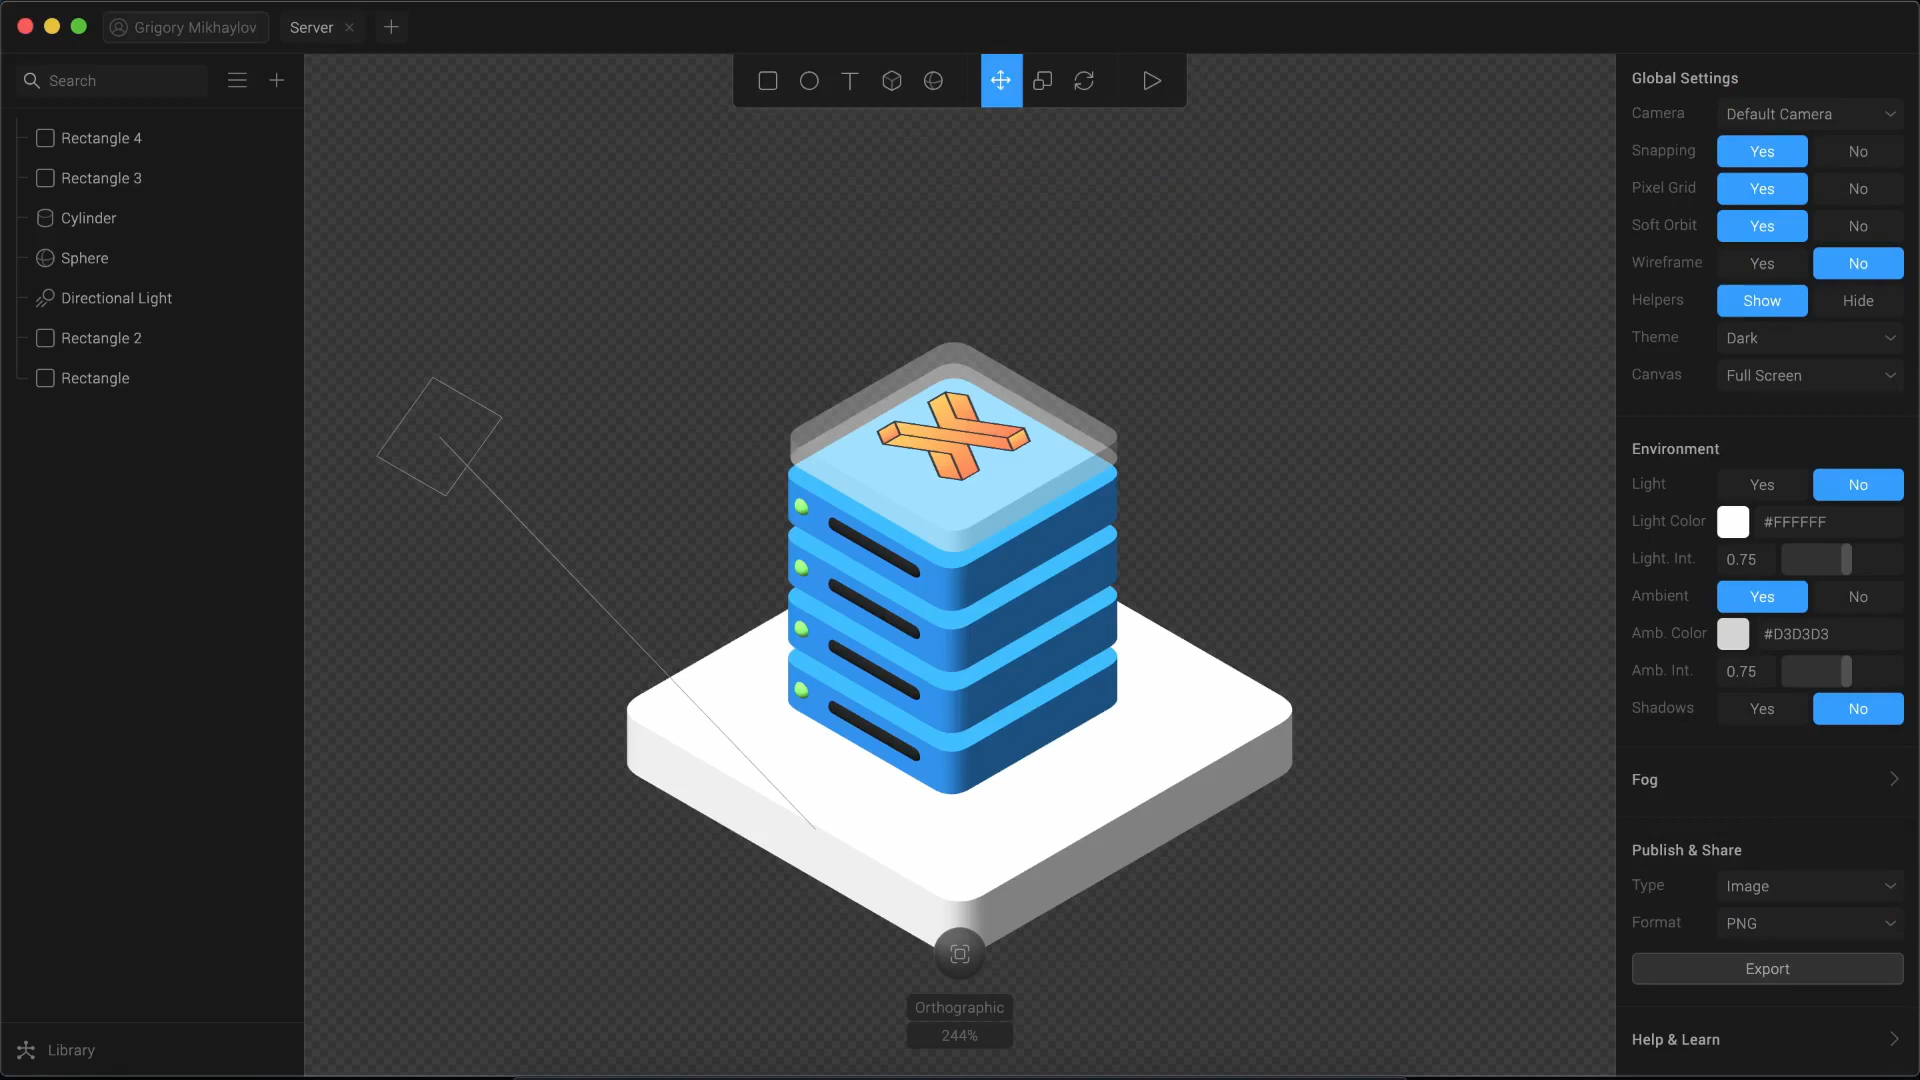 Grigory Mikhaylov
Server
Search
Rectangle 4
Rectangle 3
Cylinder
Sphere
Directional Light
Rectangle 2
Rectangle
Library
Orthographic
244%
Global Settings
Camera Default Camera
Snapping Yes No
Pixel Grid Yes No
Soft Orbit Yes No
Wireframe Yes No
Helpers Show Hide
Theme Dark
Canvas Full Screen
Environment
Light Yes No
Light Color #FFFFFF
Light. Int. 0.75
Ambient Yes No
Amb. Color #D3D3D3
Amb. Int. 0.75
Shadows Yes No
Fog
Publish & Share
Type Image
Format PNG
Export
Help & Learn